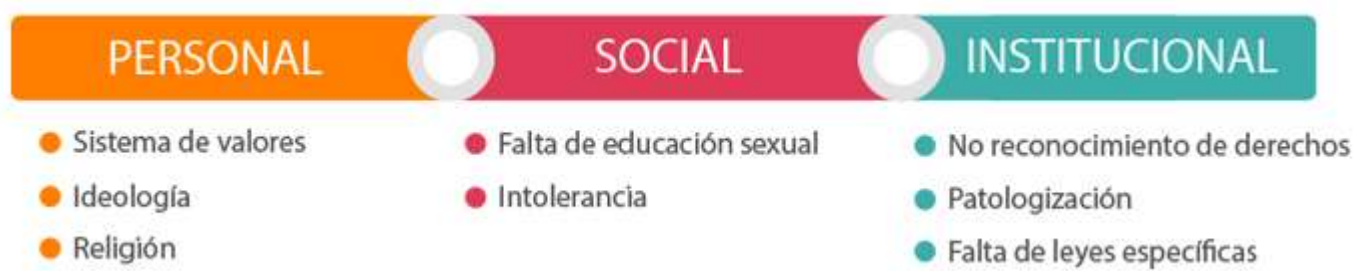 PERSONAL
Sistema de valores
Ideología
Religión
SOCIAL
Falta de educación sexual
Intolerancia
INSTITUCIONAL
No reconocimiento de derechos
Patologización
Falta de leyes específicas